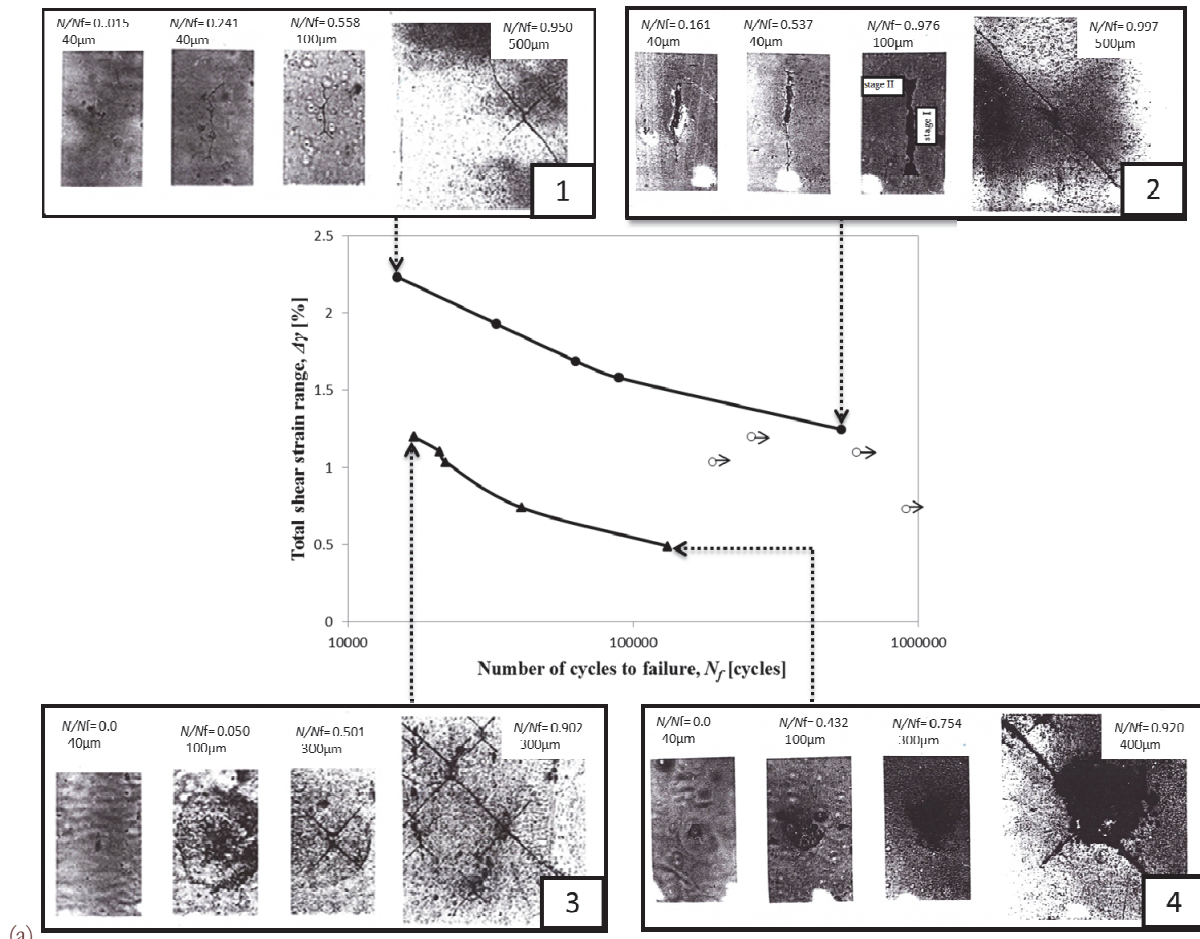 N/Nf= 0..015
40µm
N/Nf= 0.241
40µm
N/Nf= 0.558
100µm
N/Nf= 0.950
500µm
1
N/Nf= 0.161
40µm
N/Nf= 0.537
40µm
N/Nf= 0..976
100µm
stage II
stage I
N/Nf= 0.997
500µm
2
2.5
2
1.5
1
0.5
0
Total shear strain range, Δγ [%]
10000
100000
1000000
Number of cycles to failure, Nf [cycles]
N/Nf= 0.0
40µm
N/Nf= 0.050
100µm
N/Nf= 0.501
300µm
N/Nf= 0.902
300µm
3
N/Nf= 0.0
40µm
N/Nf= 0.432
100µm
N/Nf= 0.754
300µm
N/Nf= 0.920
400µm
4
(a)